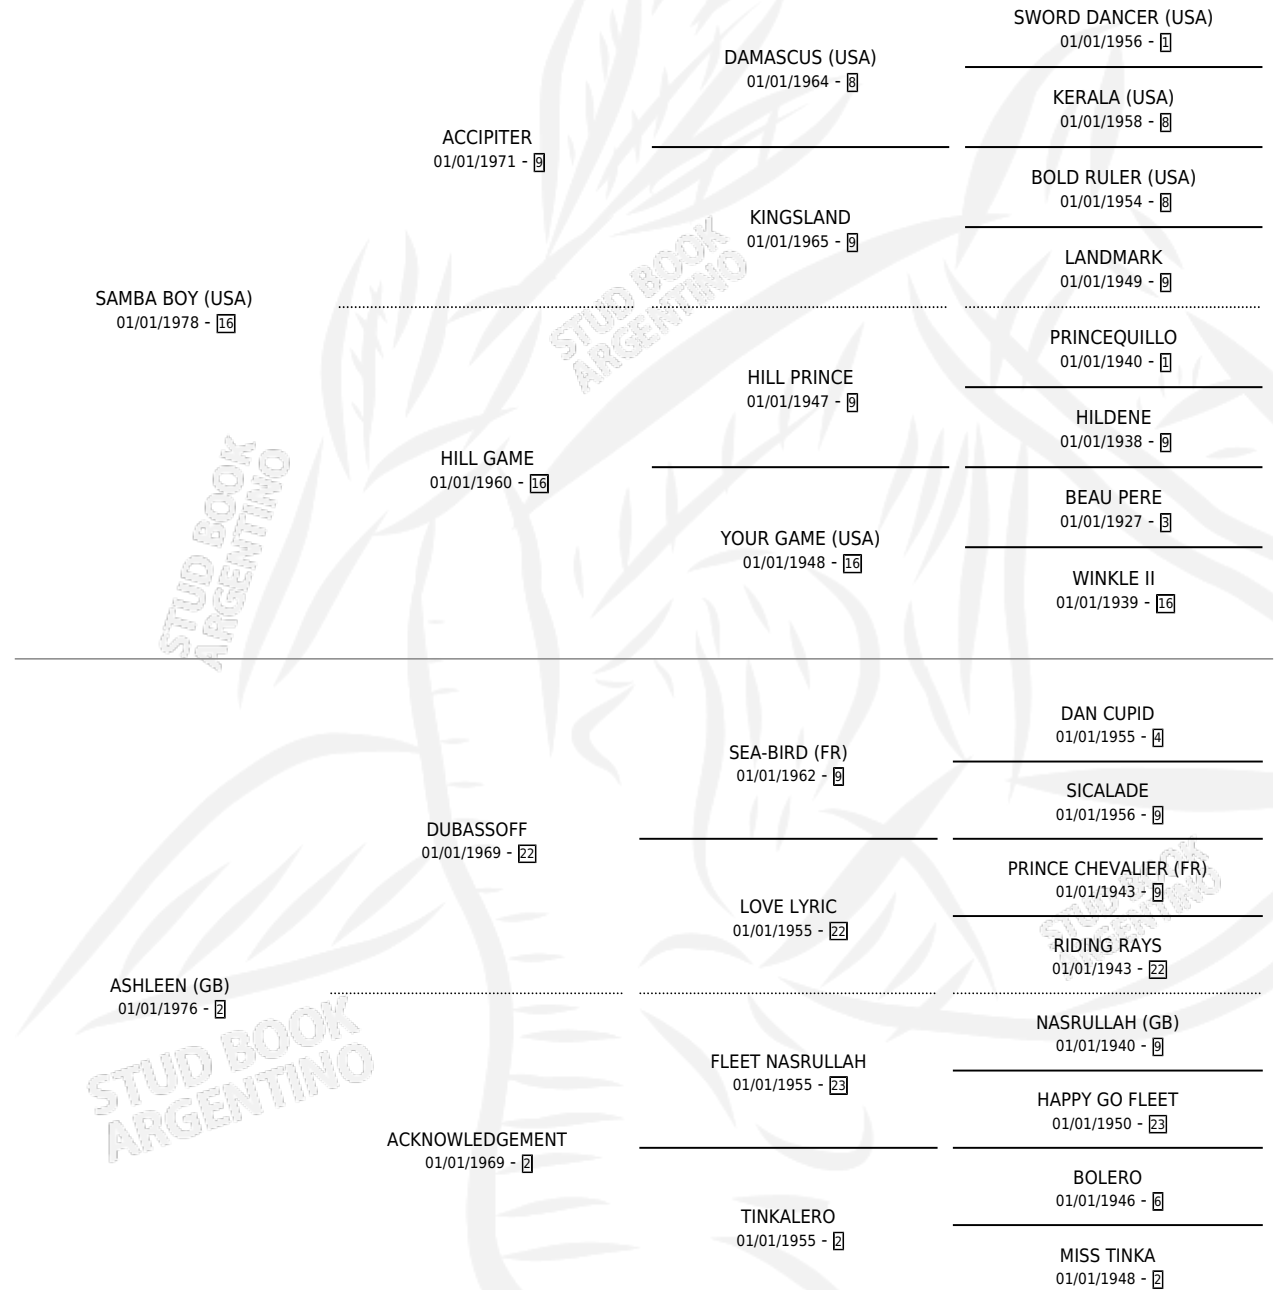 SWORD DANCER (USA)
01/01/1956 - 1
DAMASCUS (USA)
01/01/1964 - 8
KERALA (USA)
01/01/1958 - 8
ACCIPITER
01/01/1971 - 9
BOLD RULER (USA)
01/01/1954 - 8
KINGSLAND
01/01/1965 - 9
LANDMARK
01/01/1949 - 9
SAMBA BOY (USA)
01/01/1978 - 16
PRINCEQUILLO
01/01/1940 - 1
HILL PRINCE
01/01/1947 - 9
HILDENE
01/01/1938 - 9
HILL GAME
01/01/1960 - 16
BEAU PERE
01/01/1927 - 3
YOUR GAME (USA)
01/01/1948 - 16
WINKLE II
01/01/1939 - 16
DAN CUPID
01/01/1955 - 4
SEA-BIRD (FR)
01/01/1962 - 9
SICALADE
01/01/1956 - 9
DUBASSOFF
01/01/1969 - 22
PRINCE CHEVALIER (FR)
01/01/1943 - 9
LOVE LYRIC
01/01/1955 - 22
RIDING RAYS
01/01/1943 - 22
ASHLEEN (GB)
01/01/1976 - 2
NASRULLAH (GB)
01/01/1940 - 9
FLEET NASRULLAH
01/01/1955 - 23
HAPPY GO FLEET
01/01/1950 - 23
ACKNOWLEDGEMENT
01/01/1969 - 2
BOLERO
01/01/1946 - 6
TINKALERO
01/01/1955 - 2
MISS TINKA
01/01/1948 - 2
STUD BOOK
ARGENTINO
STUD BOOK
ARGENTINO
STUD BOOK
ARGENTINO
STUD BOOK
ARGENTINO